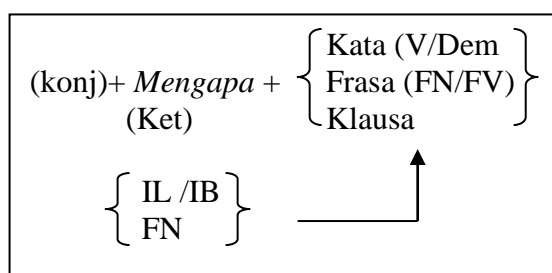 Kata (V/Dem
(konj)+ Mengapa + Frasa (FN/FV)
(Ket) Klausa
IL /IB
FN